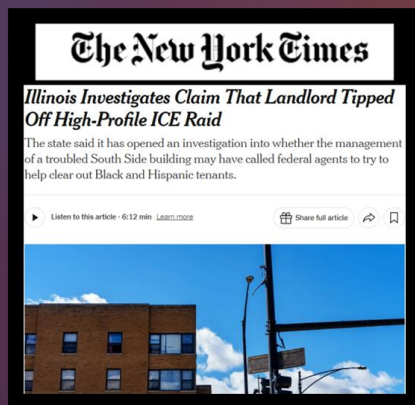 The New York Times
Illinois Investigates Claim That Landlord Tipped
Off High-Profile ICE Raid
The state said it has opened an investigation into whether the management
of a troubled South Side building may have called federal agents to try to
help clear out Black and Hispanic tenants.
Listen to this article · 6:12 min Learn more
Share full article